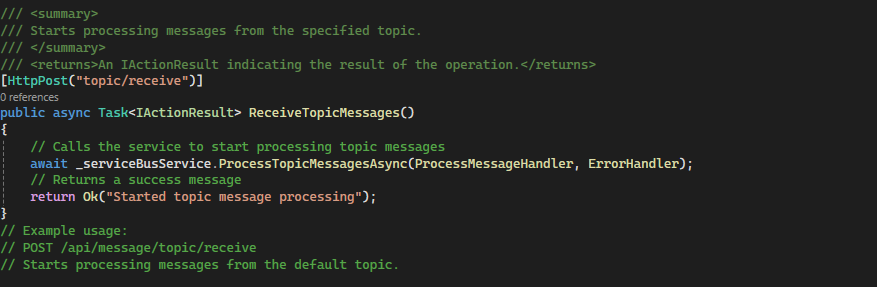 /// <summary>
/// Starts processing messages from the specified topic.
/// </summary>
/// <returns>An IActionResult indicating the result of the operation.</returns>
[HttpPost("topic/receive")]
0 references
public async Task<IActionResult> ReceiveTopicMessages()
{
    // Calls the service to start processing topic messages
    await _serviceBusService.ProcessTopicMessagesAsync(ProcessMessageHandler, ErrorHandler);
    // Returns a success message
    return Ok("Started topic message processing");
}
// Example usage:
// POST /api/message/topic/receive
// Starts processing messages from the default topic.